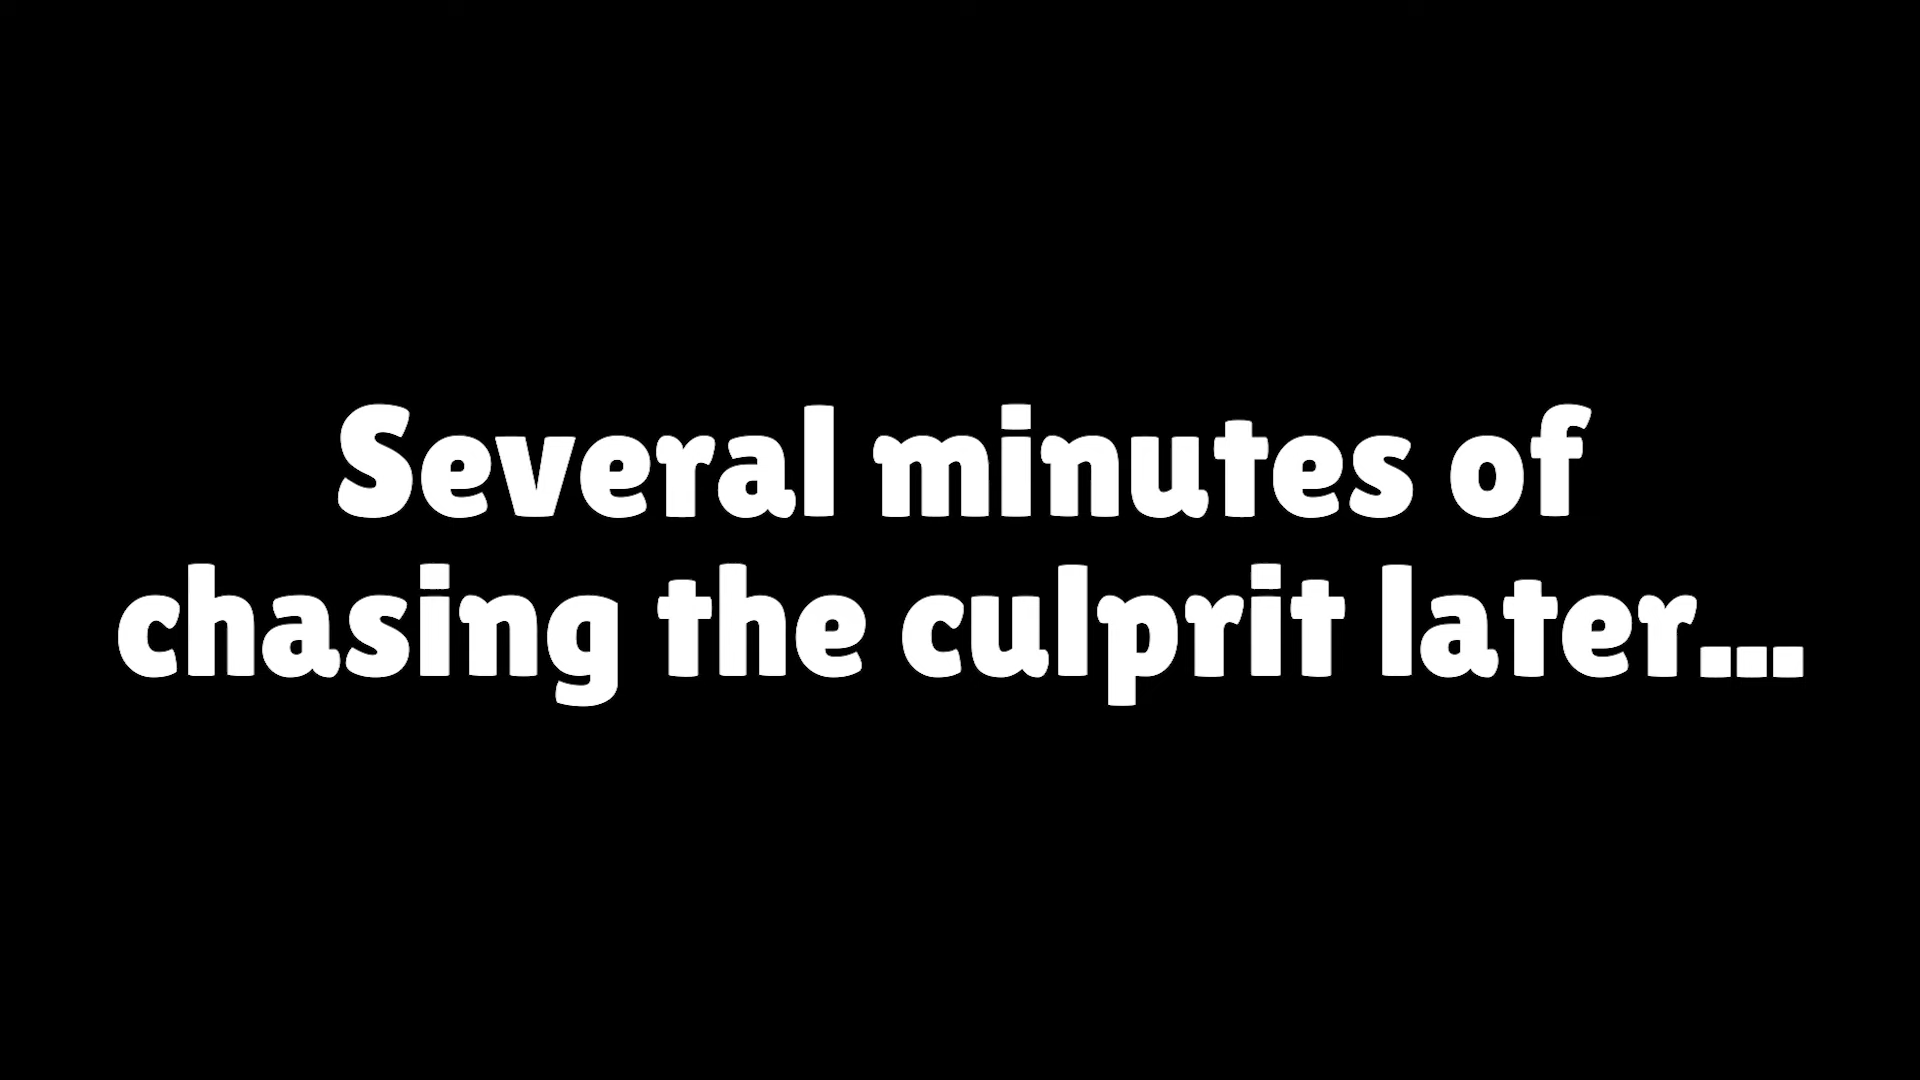 Several minutes of
chasing the culprit later...